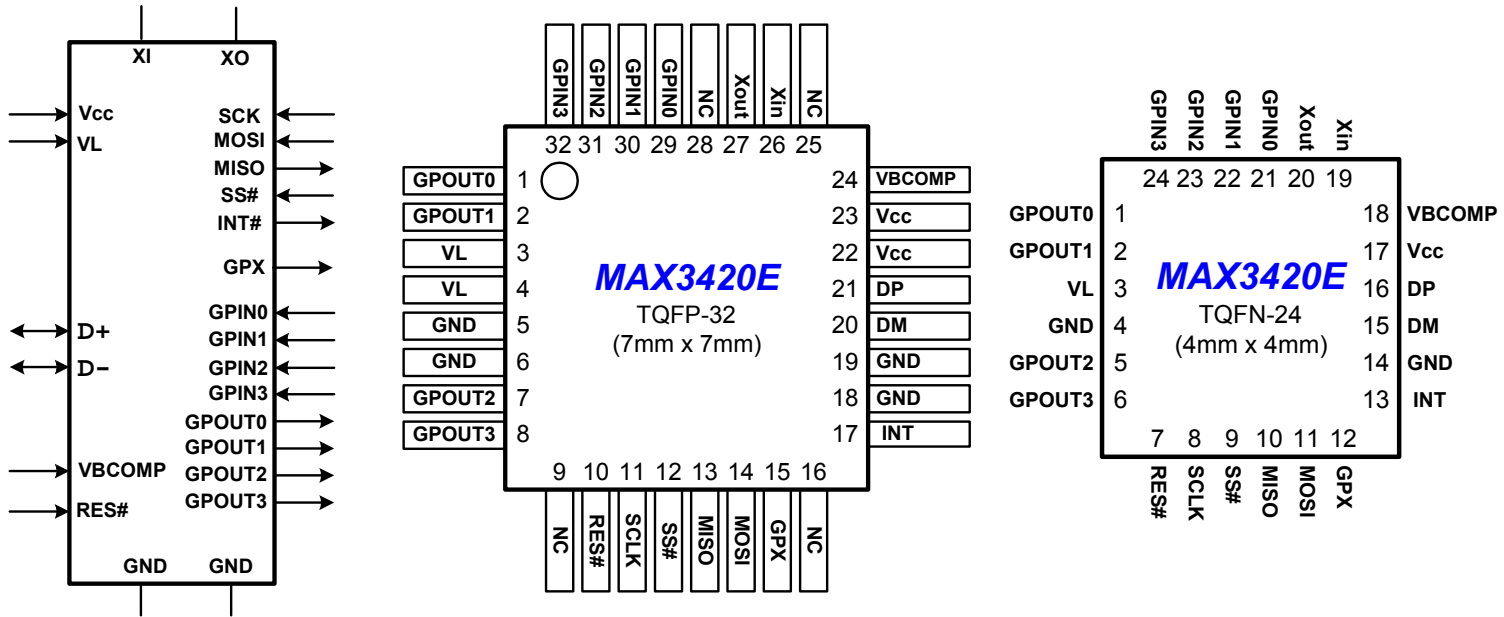 XI XO
Vcc
VL
D+
D-
VBCOMP
RES#
SCK
MOSI
MISO
SS#
INT#
GPX
GPIN0
GPIN1
GPIN2
GPIN3
GPOUT0
GPOUT1
GPOUT2
GPOUT3
GND GND
GPIN3 GPIN2 GPIN1 GPIN0 NC Xout Xin NC
32 31 30 29 28 27 26 25
GPOUT0 1
GPOUT1 2
VL 3
VL 4
GND 5
GND 6
GPOUT2 7
GPOUT3 8
MAX3420E
TQFP-32
(7mm x 7mm)
24 VBCOMP
23 Vcc
22 Vcc
21 DP
20 DM
19 GND
18 GND
17 INT
9 10 11 12 13 14 15 16
NC RES# SCLK SS# MISO MOSI GPX NC
GPIN3 GPIN2 GPIN1 GPIN0 Xout Xin
24 23 22 21 20 19
GPOUT0 1
GPOUT1 2
VL 3
GND 4
GPOUT2 5
GPOUT3 6
MAX3420E
TQFN-24
(4mm x 4mm)
18 VBCOMP
17 Vcc
16 DP
15 DM
14 GND
13 INT
7 8 9 10 11 12
RES# SCLK SS# MISO MOSI GPX